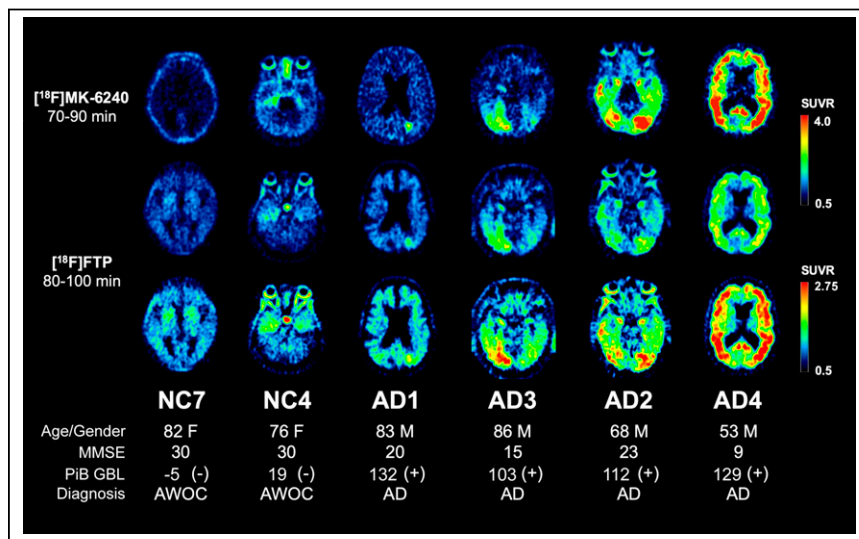 [18F]MK-6240
70-90 min
SUVR
4.0
0.5
[18F]FTP
80-100 min
SUVR
2.75
0.5
NC7 NC4 AD1 AD3 AD2 AD4
Age/Gender 82 F 76 F 83 M 86 M 68 M 53 M
MMSE 30 30 20 15 23 9
PiB GBL -5 (-) 19 (-) 132 (+) 103 (+) 112 (+) 129 (+)
Diagnosis AWOC AWOC AD AD AD AD